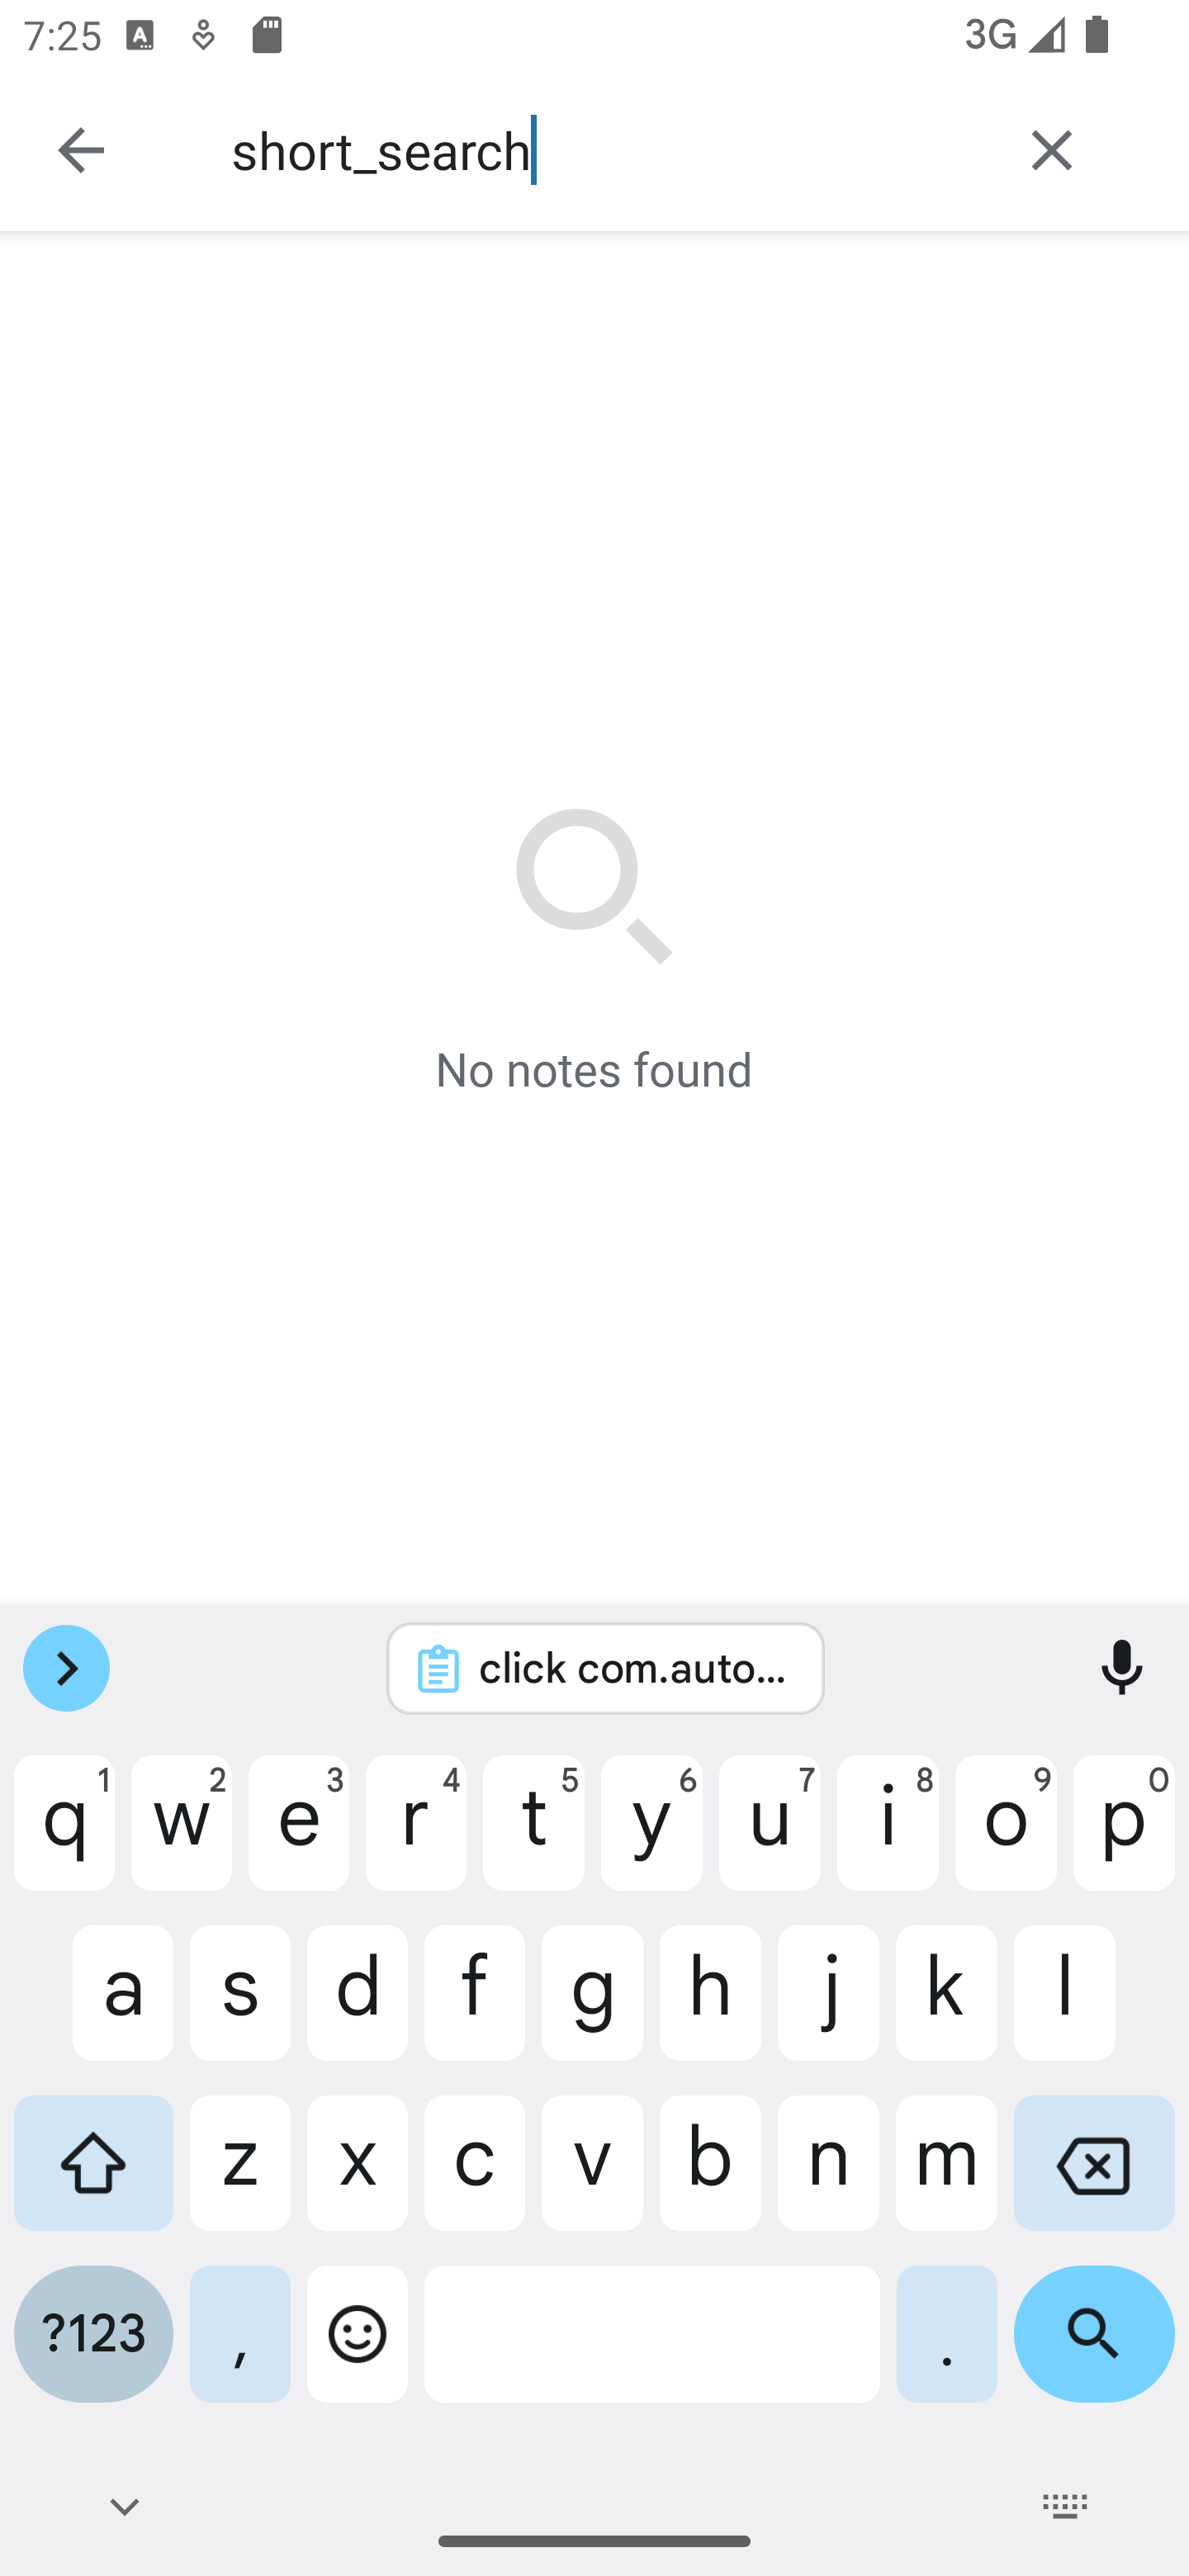 7:25 3G
short_search
No notes found
click com.auto...
q1 w2 e3 r4 t5 y6 u7 i8 o9 p0
a s d f g h j k l
z x c v b n m
?123 , .